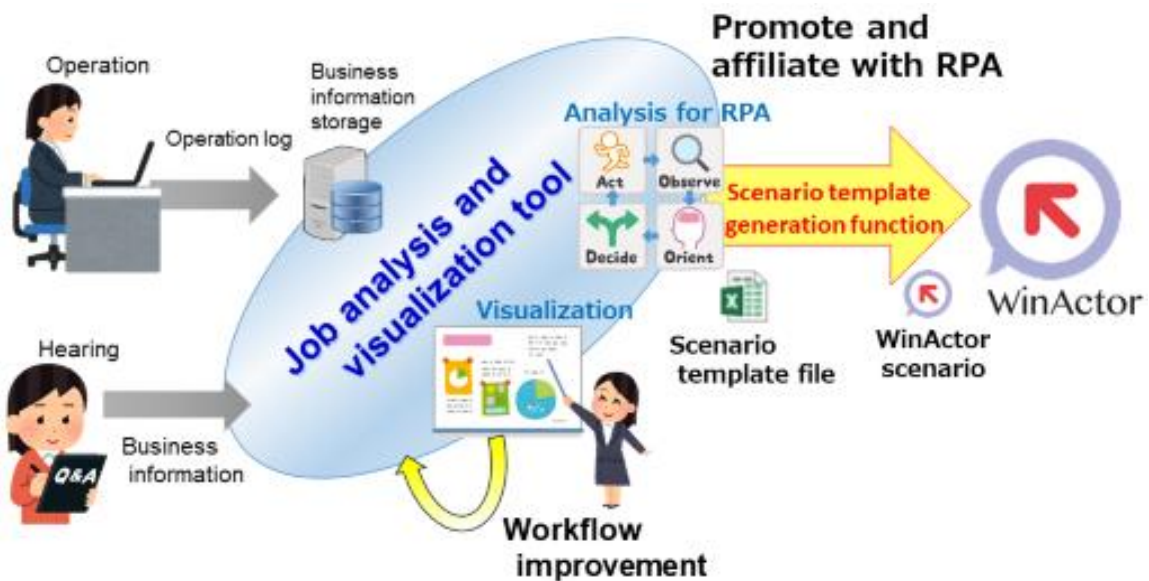 Promote and
affiliate with RPA
Operation
Business
information
storage
Operation log
Analysis for RPA
Act
Observe
Decide
Orient
Scenario template
generation function
WinActor
Job analysis and
visualization tool
Visualization
Scenario
template file
WinActor
scenario
Hearing
Q&A
Business
information
Workflow
improvement